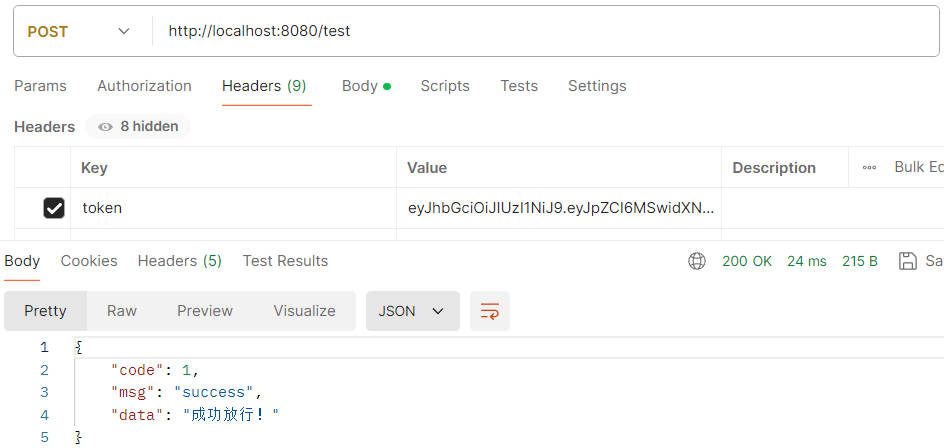 POST http://localhost:8080/test
Params Authorization Headers (9) Body Scripts Tests Settings
Headers 8 hidden
Key Value Description Bulk Ed
token eyJhbGciOiJIUzI1NiJ9.eyJpZCI6MSwidXN...
Body Cookies Headers (5) Test Results 200 OK 24 ms 215 B Sa
Pretty Raw Preview Visualize JSON
1 {
2 "code": 1,
3 "msg": "success",
4 "data": "成功放行！"
5 }